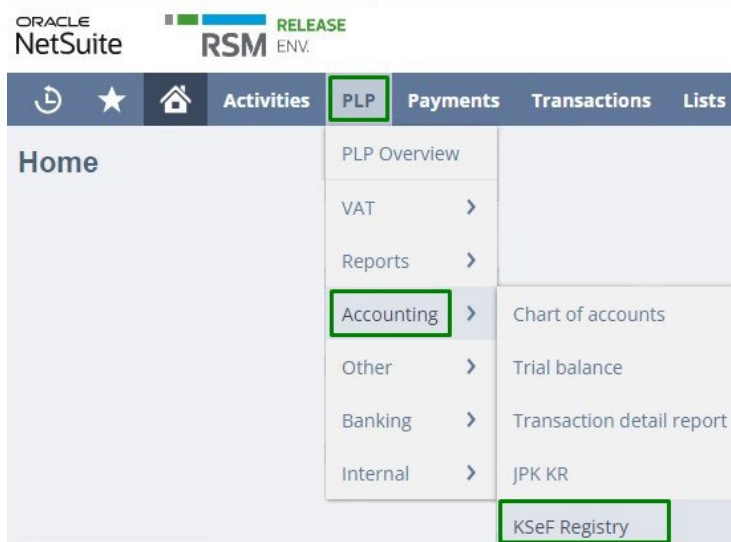 ORACLE
NetSuite
RSM
RELEASE
ENV.
Activities PLP Payments Transactions Lists
Home
PLP Overview
VAT
Reports
Accounting
Other
Banking
Internal
Chart of accounts
Trial balance
Transaction detail report
JPK KR
KSeF Registry